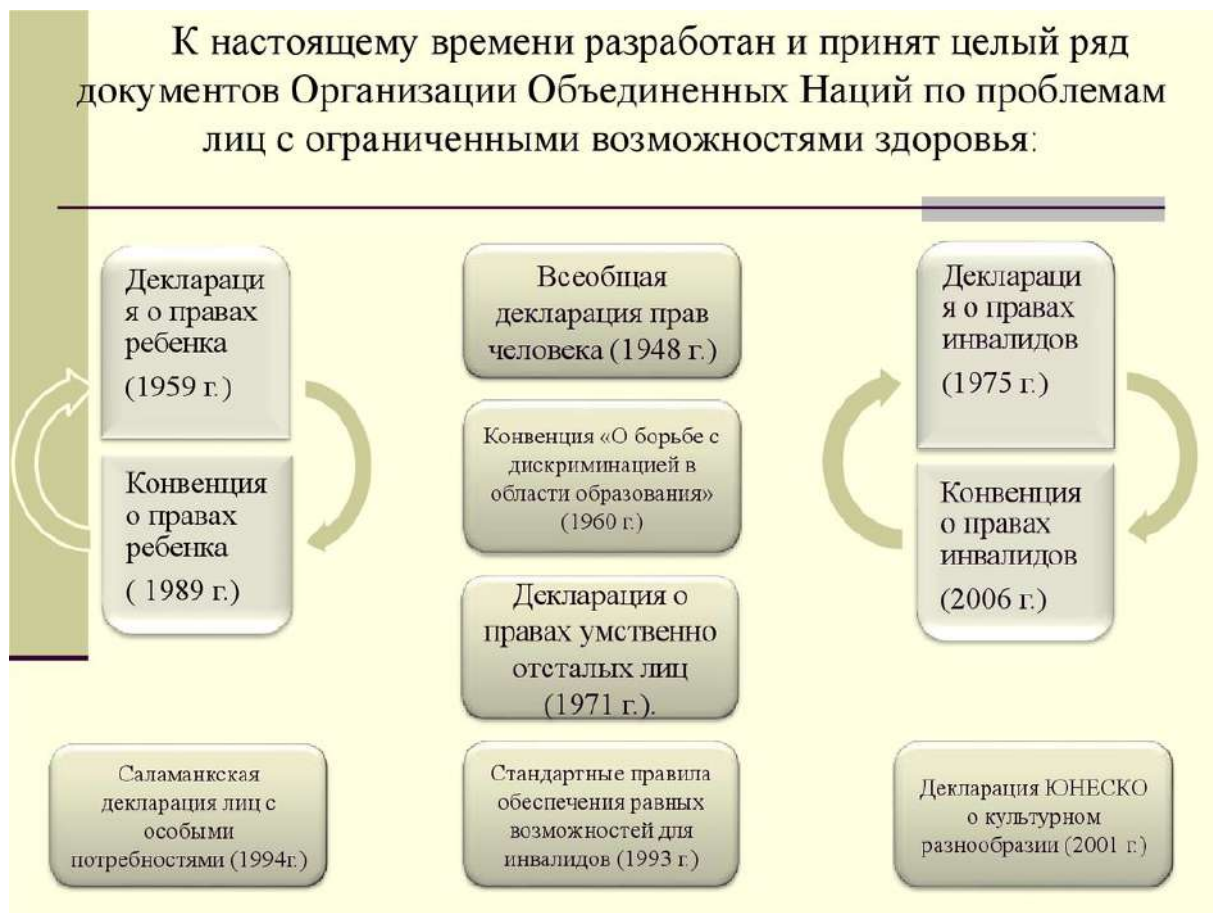 К настоящему времени разработан и принят целый ряд
документов Организации Объединенных Наций по проблемам
лиц с ограниченными возможностями здоровья:
Деклараци
я о правах
ребенка
(1959 г.)
Конвенция
о правах
ребенка
( 1989 г.)
Всеобщая
декларация прав
человека (1948 г.)
Конвенция «О борьбе с
дискриминацией в
области образования»
(1960 г.)
Декларация о
правах умственно
отсталых лиц
(1971 г.).
Деклараци
я о правах
инвалидов
(1975 г.)
Конвенция
о правах
инвалидов
(2006 г.)
Саламанкская
декларация лиц с
особыми
потребностями (1994г.)
Стандартные правила
обеспечения равных
возможностей для
инвалидов (1993 г.)
Декларация ЮНЕСКО
о культурном
разнообразии (2001 г.)